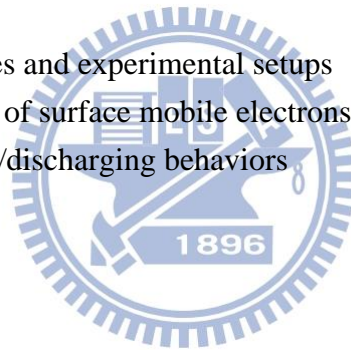 es and experimental setups
of surface mobile electrons
/discharging behaviors
1896